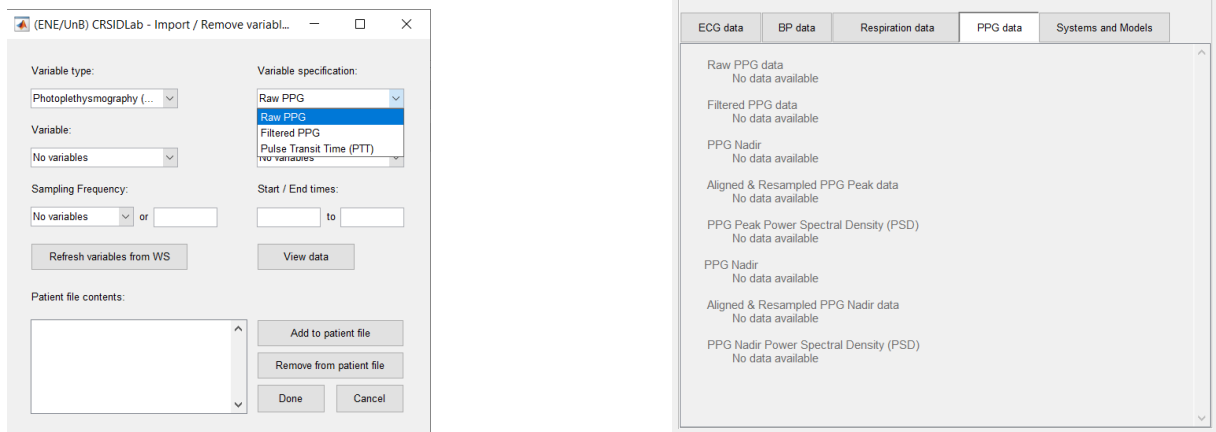 (ENE/UnB) CRSIDLab - Import / Remove variabl...
Variable type:
Variable specification:
Photoplethysmography (...
Raw PPG
Raw PPG
Filtered PPG
Pulse Transit Time (PTT)
Variable:
No variables
No variables
Sampling Frequency:
Start / End times:
No variables
or
to
Refresh variables from WS
View data
Patient file contents:
Add to patient file
Remove from patient file
Done
Cancel
ECG data
BP data
Respiration data
PPG data
Systems and Models
Raw PPG data
No data available
Filtered PPG data
No data available
PPG Nadir
No data available
Aligned & Resampled PPG Peak data
No data available
PPG Peak Power Spectral Density (PSD)
No data available
PPG Nadir
No data available
Aligned & Resampled PPG Nadir data
No data available
PPG Nadir Power Spectral Density (PSD)
No data available